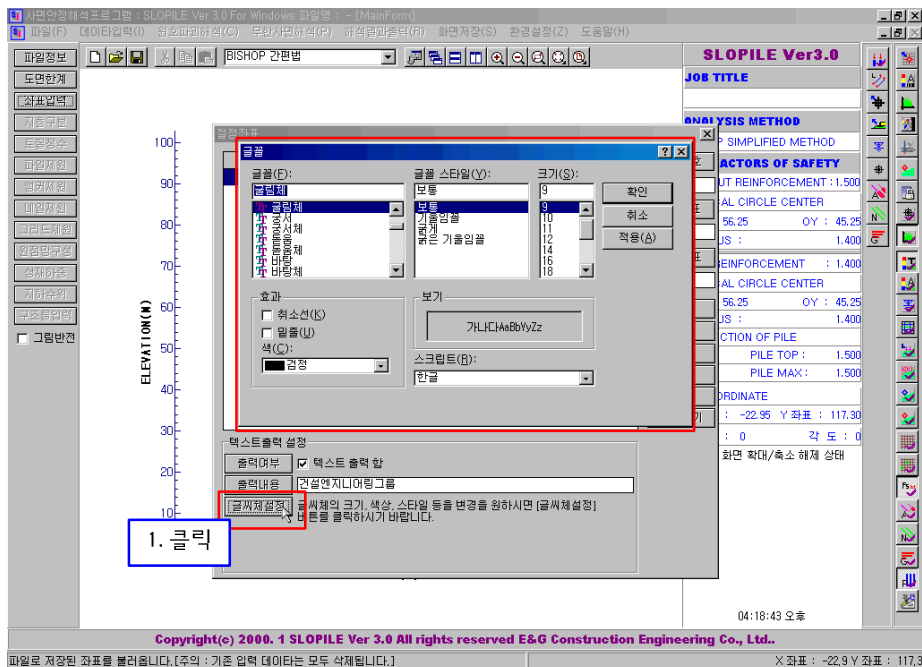 사면안정해석프로그램 : SLOPILE Ver 3,0 For Windows 파일명 : - [MainForm]
파일(F) 데이타입력(I) 원호파괴해석(C) 무한사면해석(P) 해석결과출력(R) 화면저장(S) 환경설정(Z) 도움말(H)
파일정보
BISHOP 간편법
도면한계
좌표입력
지층구분
토질정수
파일제원
앵커제원
네일제원
그리드제원
원점망구성
상재하중
지하수위
구조물입력
그림반전
ELEVATION(M)
100
90
80
70
60
50
40
30
20
10
절점좌표
글꼴
글꼴(F):
글꼴 스타일(Y):
크기(S):
굴림체
보통
9
확인
굴림체
궁서
궁서체
돋움
돋움체
바탕
바탕체
보통
기울임꼴
굵게
굵은 기울임꼴
9
10
11
12
14
16
18
취소
적용(A)
효과
취소선(K)
밑줄(U)
색(C):
검정
보기
가나다AaBbYyZz
스크립트(R):
한글
텍스트출력 설정
출력여부
텍스트 출력 함
출력내용
건설엔지니어링그룹
글씨체설정
글씨체의 크기, 색상, 스타일 등을 변경을 원하시면 [글씨체설정]
버튼를 클릭하시기 바랍니다.
1. 클릭
SLOPILE Ver3.0
JOB TITLE
ANALYSIS METHOD
P SIMPLIFIED METHOD
ACTORS OF SAFETY
UT REINFORCEMENT : 1.500
AL CIRCLE CENTER
56.25 OY : 45.25
US : 1.400
EINFORCEMENT : 1.400
AL CIRCLE CENTER
56.25 OY : 45.25
US : 1.400
CTION OF PILE
PILE TOP : 1.500
PILE MAX : 1.500
ORDINATE
: -22.95 Y 좌표 : 117.30
: 0 각 도 : 0
화면 확대/축소 해제 상태
04:18:43 오후
Copyright(c) 2000. 1 SLOPILE Ver 3.0 All rights reserved E&G Construction Engineering Co., Ltd..
파일로 저장된 좌표를 불러옵니다.[주의 : 기존 입력 데이타는 모두 삭제됩니다.]
X 좌표 : -22,9 Y 좌표 : 117.3